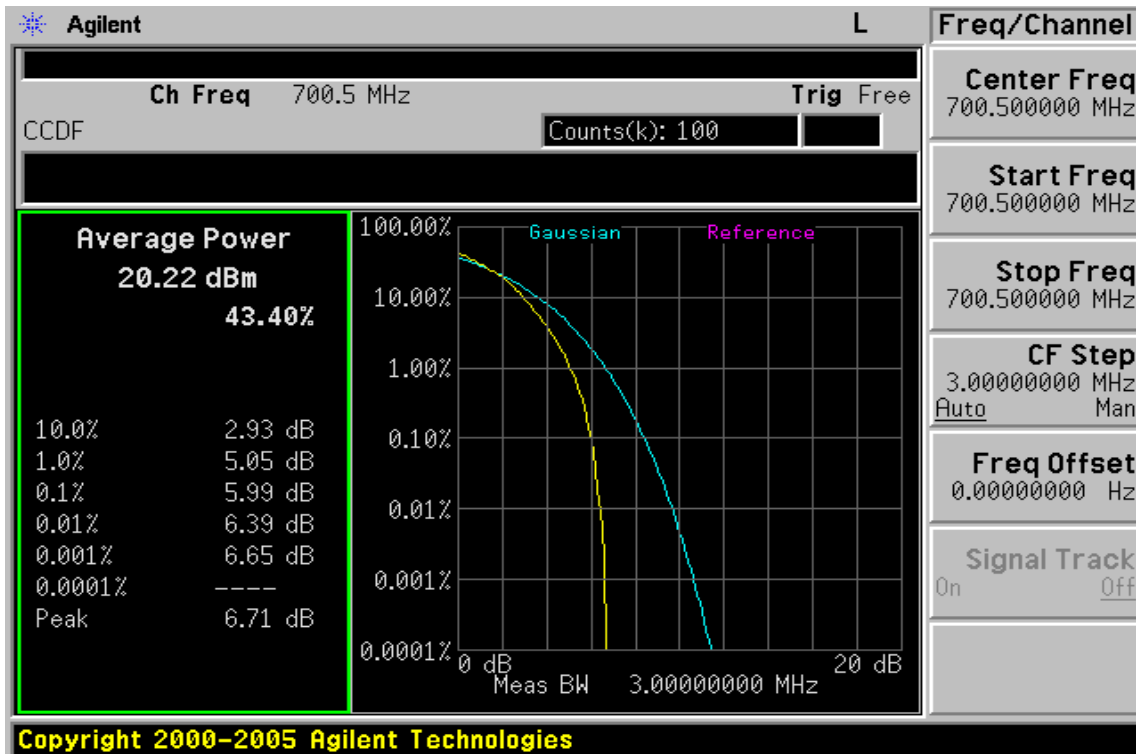 Agilent L Freq/Channel
Ch Freq 700.5 MHz Trig Free
CCDF Counts(k): 100
Center Freq
700.500000 MHz
Start Freq
700.500000 MHz
Stop Freq
700.500000 MHz
CF Step
3.00000000 MHz
Auto Man
Freq Offset
0.00000000 Hz
Signal Track
On Off
Average Power
20.22 dBm
43.40%
10.0% 2.93 dB
1.0% 5.05 dB
0.1% 5.99 dB
0.01% 6.39 dB
0.001% 6.65 dB
0.0001% ----
Peak 6.71 dB
Gaussian Reference
100.00%
10.00%
1.00%
0.10%
0.01%
0.001%
0.0001%
0 dB 20 dB
Meas BW 3.00000000 MHz
Copyright 2000-2005 Agilent Technologies